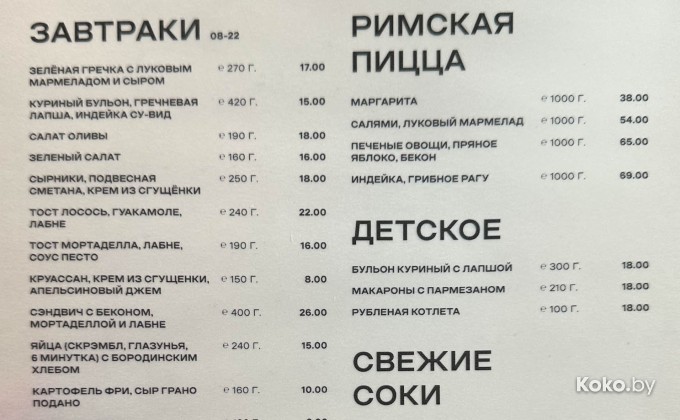 ЗАВТРАКИ 08-22
ЗЕЛЁНАЯ ГРЕЧКА С ЛУКОВЫМ ℮ 270 Г. 17.00
МАРМЕЛАДОМ И СЫРОМ
КУРИНЫЙ БУЛЬОН, ГРЕЧНЕВАЯ ℮ 420 Г. 15.00
ЛАПША, ИНДЕЙКА СУ-ВИД
САЛАТ ОЛИВЫ ℮ 190 Г. 18.00
ЗЕЛЕНЫЙ САЛАТ ℮ 160 Г. 16.00
СЫРНИКИ, ПОДВЕСНАЯ ℮ 250 Г. 18.00
СМЕТАНА, КРЕМ ИЗ СГУЩЁНКИ
ТОСТ ЛОСОСЬ, ГУАКАМОЛЕ, ℮ 240 Г. 22.00
ЛАБНЕ
ТОСТ МОРТАДЕЛЛА, ЛАБНЕ, ℮ 190 Г. 16.00
СОУС ПЕСТО
КРУАССАН, КРЕМ ИЗ СГУЩЕНКИ, ℮ 150 Г. 8.00
АПЕЛЬСИНОВЫЙ ДЖЕМ
СЭНДВИЧ С БЕКОНОМ, ℮ 400 Г. 26.00
МОРТАДЕЛЛОЙ И ЛАБНЕ
ЯЙЦА (СКРЭМБЛ, ГЛАЗУНЬЯ, ℮ 240 Г. 15.00
6 МИНУТКА) С БОРОДИНСКИМ
ХЛЕБОМ
КАРТОФЕЛЬ ФРИ, СЫР ГРАНО ℮ 160 Г. 10.00
ПОДАНО
РИМСКАЯ
ПИЦЦА
МАРГАРИТА ℮ 1000 Г. 38.00
САЛЯМИ, ЛУКОВЫЙ МАРМЕЛАД ℮ 1000 Г. 54.00
ПЕЧЕНЫЕ ОВОЩИ, ПРЯНОЕ ℮ 1000 Г. 65.00
ЯБЛОКО, БЕКОН
ИНДЕЙКА, ГРИБНОЕ РАГУ ℮ 1000 Г. 69.00
ДЕТСКОЕ
БУЛЬОН КУРИНЫЙ С ЛАПШОЙ ℮ 300 Г. 18.00
МАКАРОНЫ С ПАРМЕЗАНОМ ℮ 210 Г. 18.00
РУБЛЕНАЯ КОТЛЕТА ℮ 100 Г. 18.00
СВЕЖИЕ
СОКИ
Koko.by